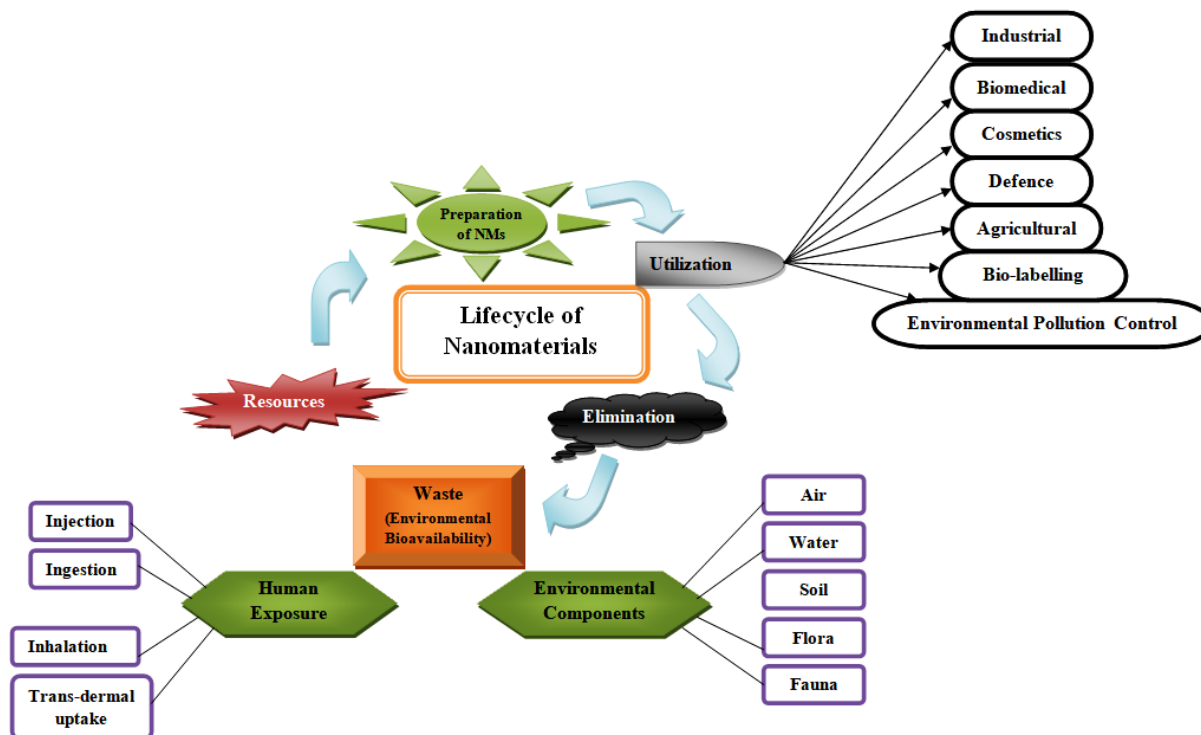 Industrial
Biomedical
Cosmetics
Defence
Agricultural
Bio-labelling
Environmental Pollution Control
Preparation
of NMs
Utilization
Lifecycle of
Nanomaterials
Resources
Elimination
Waste
(Environmental
Bioavailability)
Injection
Ingestion
Inhalation
Trans-dermal
uptake
Human
Exposure
Environmental
Components
Air
Water
Soil
Flora
Fauna